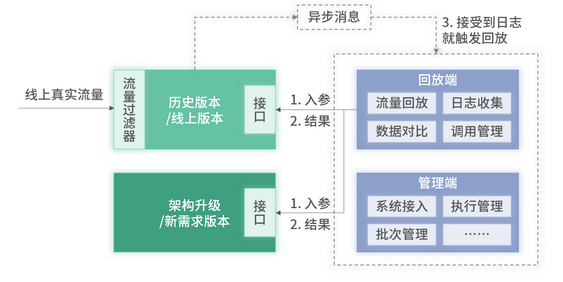 异步消息
3. 接受到日志
就触发回放
线上真实流量
流量过滤器
历史版本
/线上版本
接口
1. 入参
2. 结果
回放端
流量回放
日志收集
数据对比
调用管理
架构升级
/新需求版本
接口
1. 入参
2. 结果
管理端
系统接入
执行管理
批次管理
……